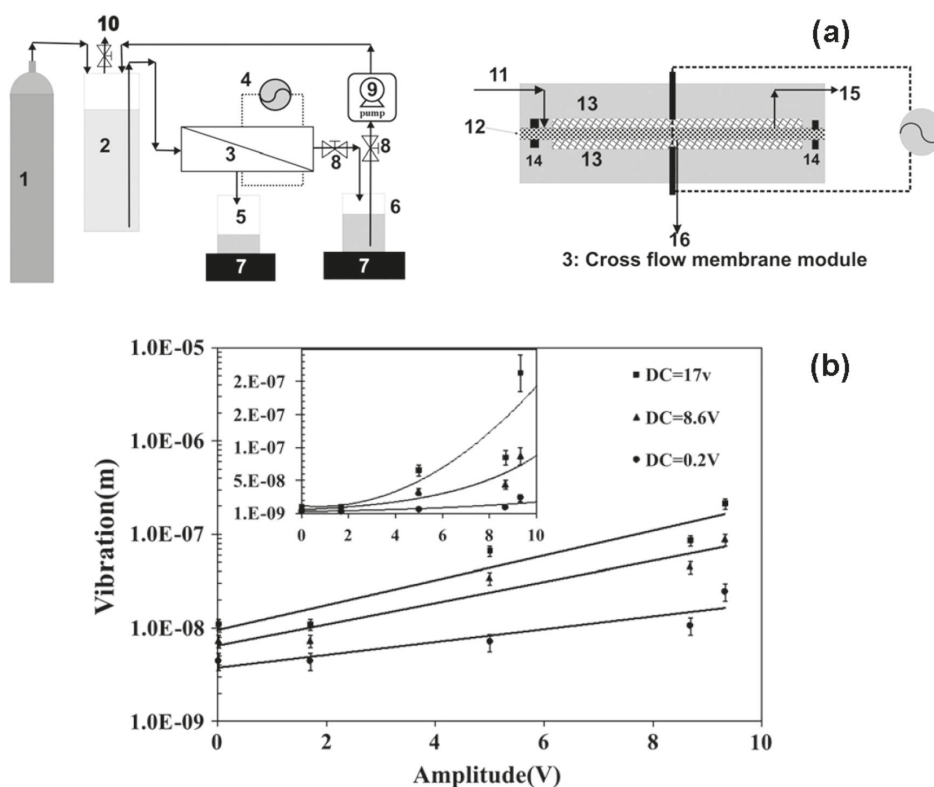 (a)
10
4
9
pump
11
13
15
12
1
2
3
8
8
14
13
14
5
6
7
7
16
3: Cross flow membrane module
(b)
1.0E-05
1.0E-06
1.0E-07
1.0E-08
1.0E-09
Vibration(m)
0 2 4 6 8 10
Amplitude(V)
2.E-07
2.E-07
1.E-07
5.E-08
1.E-09
0 2 4 6 8 10
DC=17v
DC=8.6V
DC=0.2V